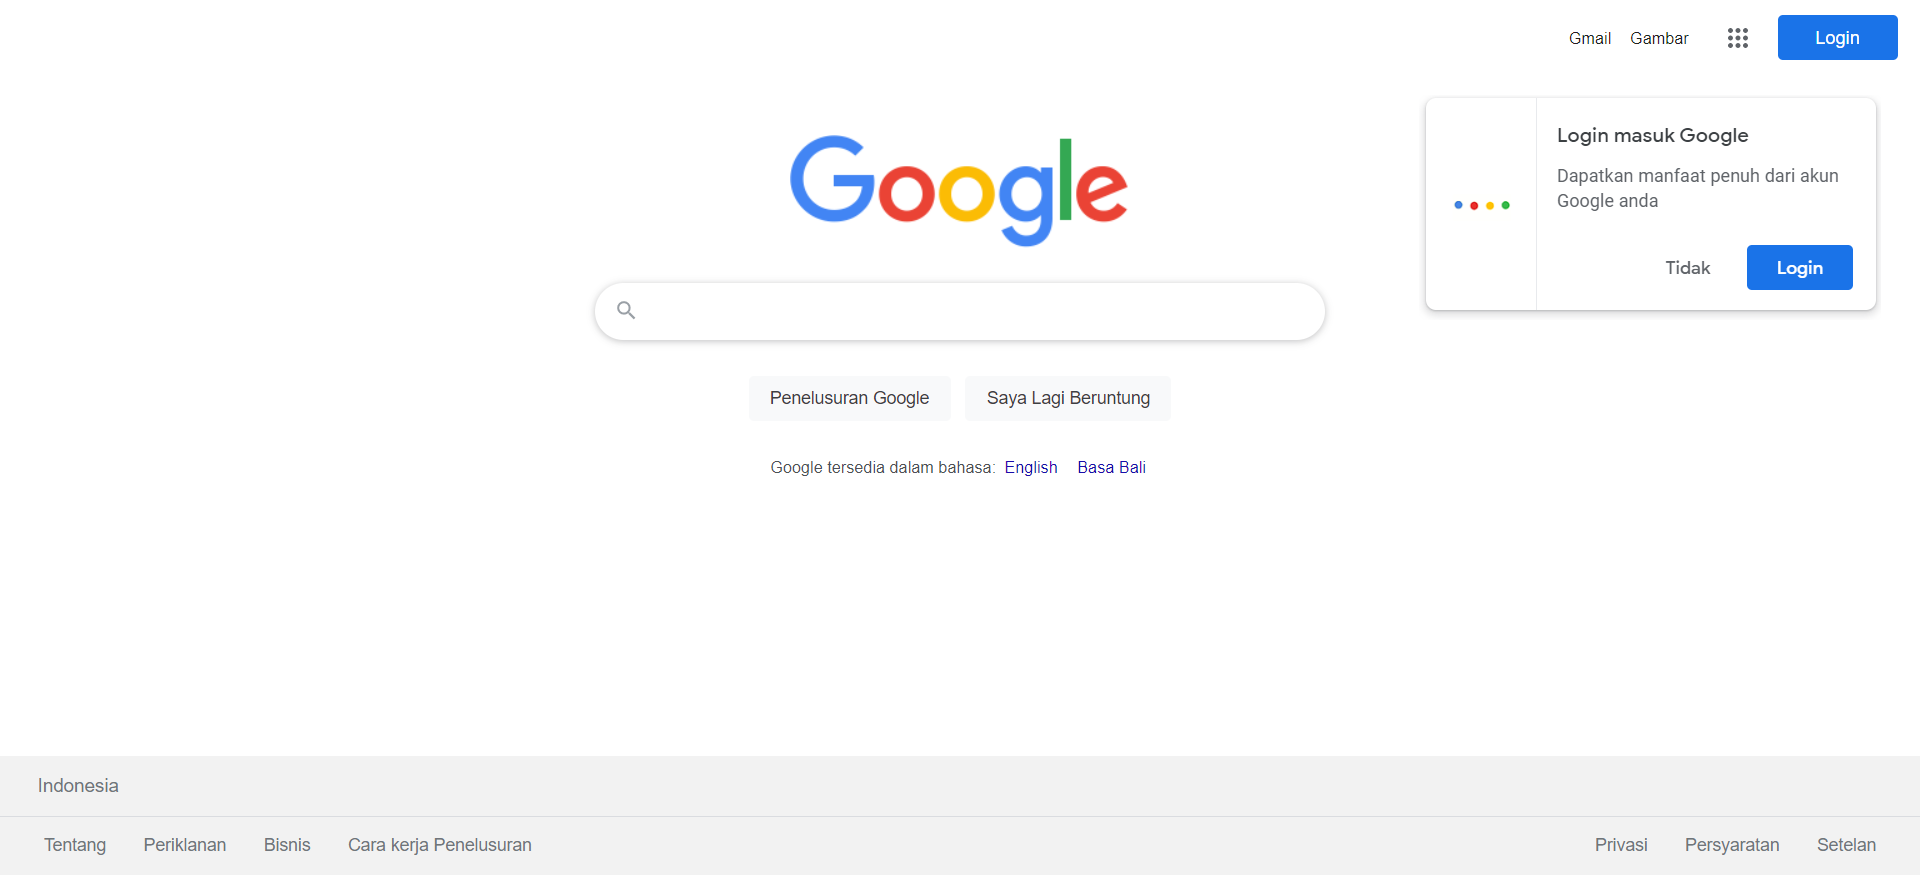 Gmail Gambar Login
Google
Login masuk Google
Dapatkan manfaat penuh dari akun
Google anda
Tidak Login
Penelusuran Google Saya Lagi Beruntung
Google tersedia dalam bahasa: English Basa Bali
Indonesia
Tentang Periklanan Bisnis Cara kerja Penelusuran Privasi Persyaratan Setelan